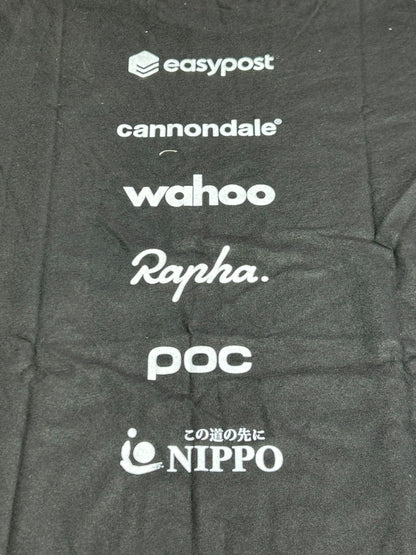 easypost
cannondale
wahoo
Rapha.
POC
この道の先に
NIPPO